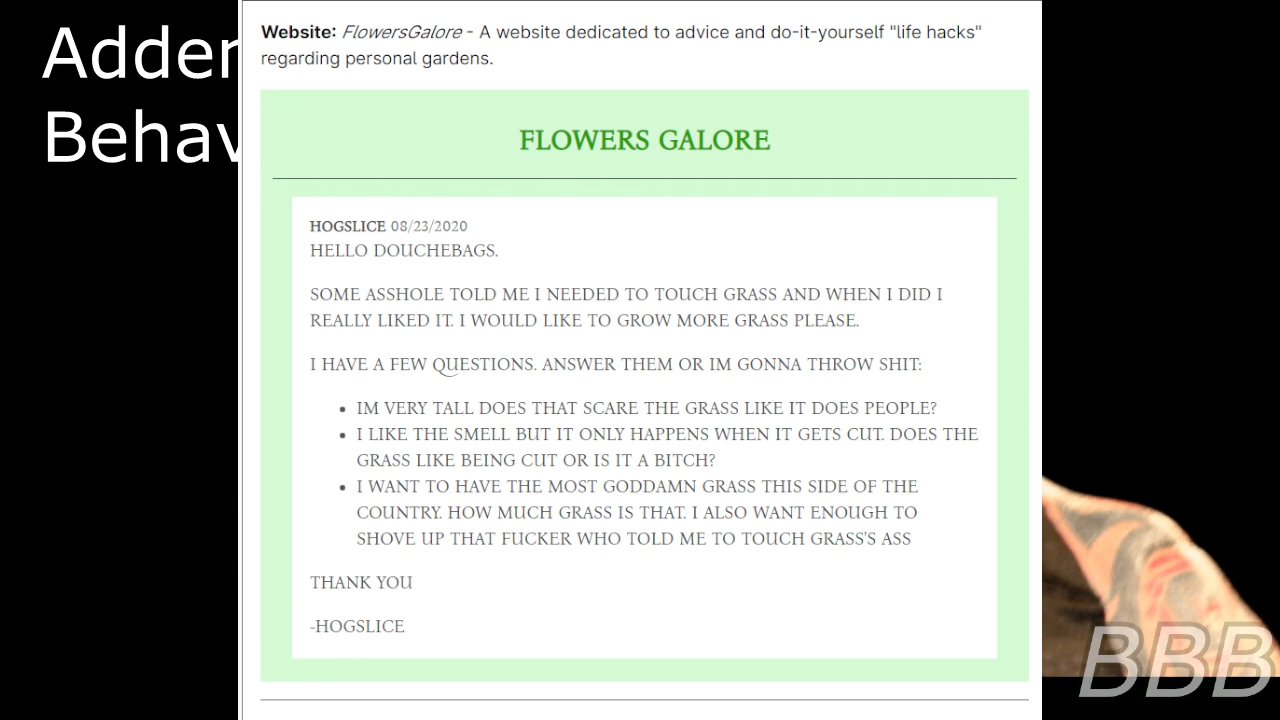 Adden
Behav
Website: FlowersGalore - A website dedicated to advice and do-it-yourself "life hacks"
regarding personal gardens.
FLOWERS GALORE
HOGSLICE 08/23/2020
HELLO DOUCHEBAGS.
SOME ASSHOLE TOLD ME I NEEDED TO TOUCH GRASS AND WHEN I DID I
REALLY LIKED IT. I WOULD LIKE TO GROW MORE GRASS PLEASE.
I HAVE A FEW QUESTIONS. ANSWER THEM OR IM GONNA THROW SHIT:
• IM VERY TALL DOES THAT SCARE THE GRASS LIKE IT DOES PEOPLE?
• I LIKE THE SMELL BUT IT ONLY HAPPENS WHEN IT GETS CUT. DOES THE
GRASS LIKE BEING CUT OR IS IT A BITCH?
• I WANT TO HAVE THE MOST GODDAMN GRASS THIS SIDE OF THE
COUNTRY. HOW MUCH GRASS IS THAT. I ALSO WANT ENOUGH TO
SHOVE UP THAT FUCKER WHO TOLD ME TO TOUCH GRASS'S ASS
THANK YOU
-HOGSLICE
BBB